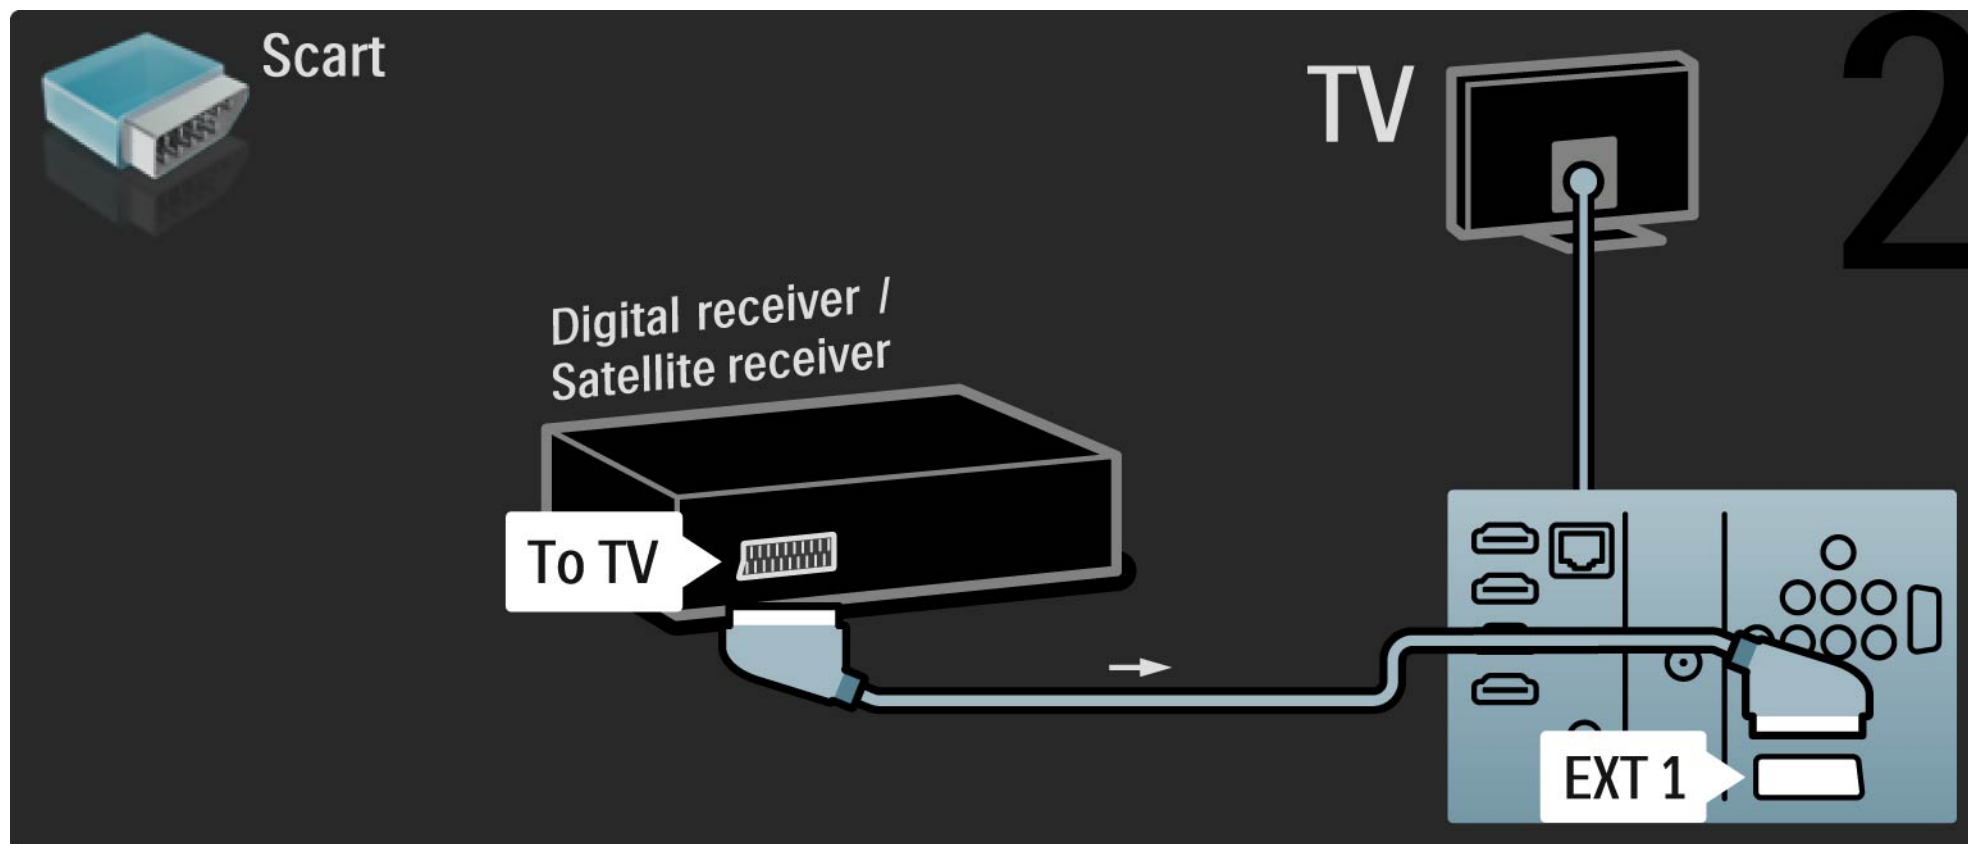 Scart
TV
2
Digital receiver /
Satellite receiver
To TV
EXT 1